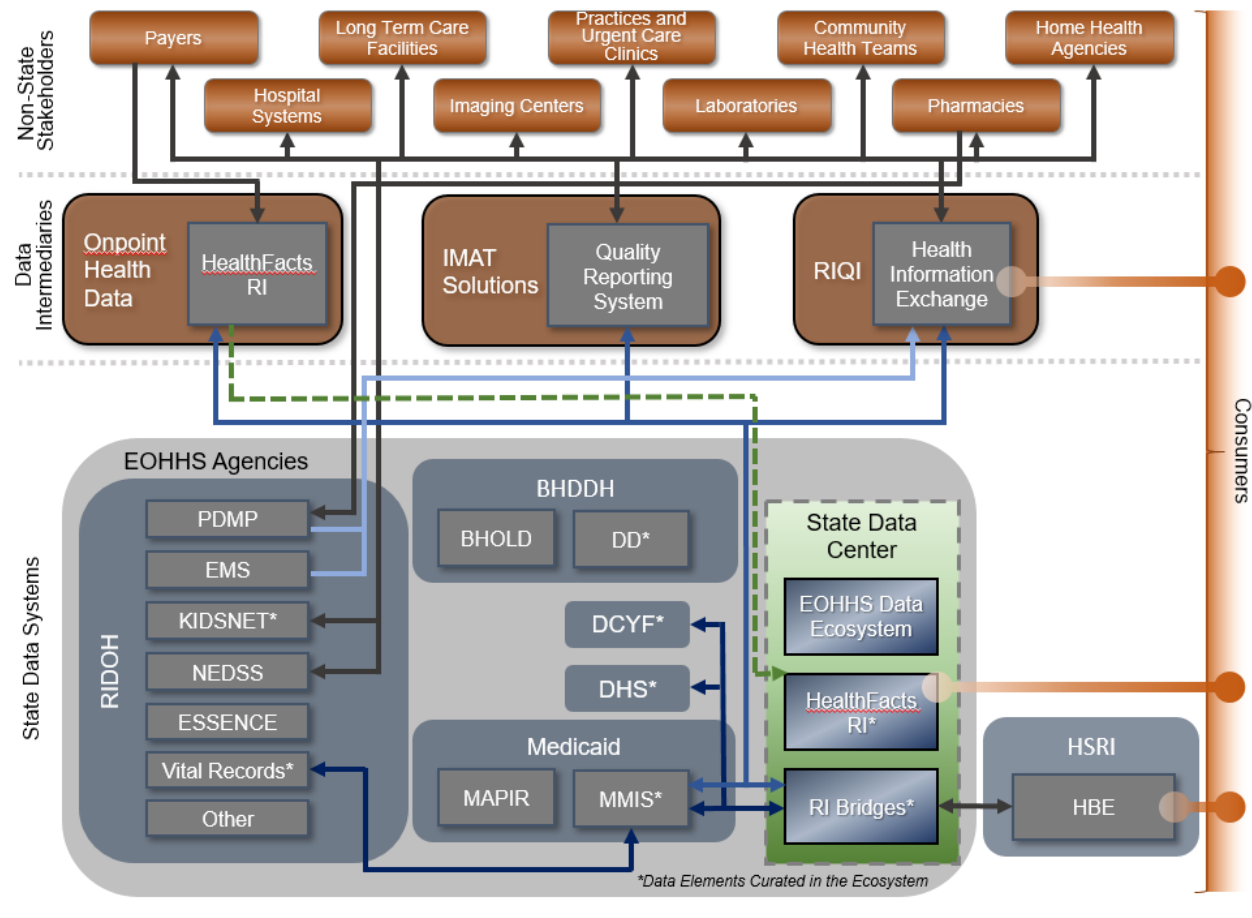 Non-State
Stakeholders
Payers
Long Term Care
Facilities
Practices and
Urgent Care
Clinics
Community
Health Teams
Home Health
Agencies
Hospital
Systems
Imaging Centers
Laboratories
Pharmacies
Data
Intermediaries
Onpoint
Health
Data
HealthFacts
RI
IMAT
Solutions
Quality
Reporting
System
RIQI
Health
Information
Exchange
Consumers
State Data Systems
EOHHS Agencies
RIDOH
PDMP
EMS
KIDSNET*
NEDSS
ESSENCE
Vital Records*
Other
BHDDH
BHOLD
DD*
DCYF*
DHS*
Medicaid
MAPIR
MMIS*
State Data
Center
EOHHS Data
Ecosystem
HealthFacts
RI*
RI Bridges*
HSRI
HBE
*Data Elements Curated in the Ecosystem